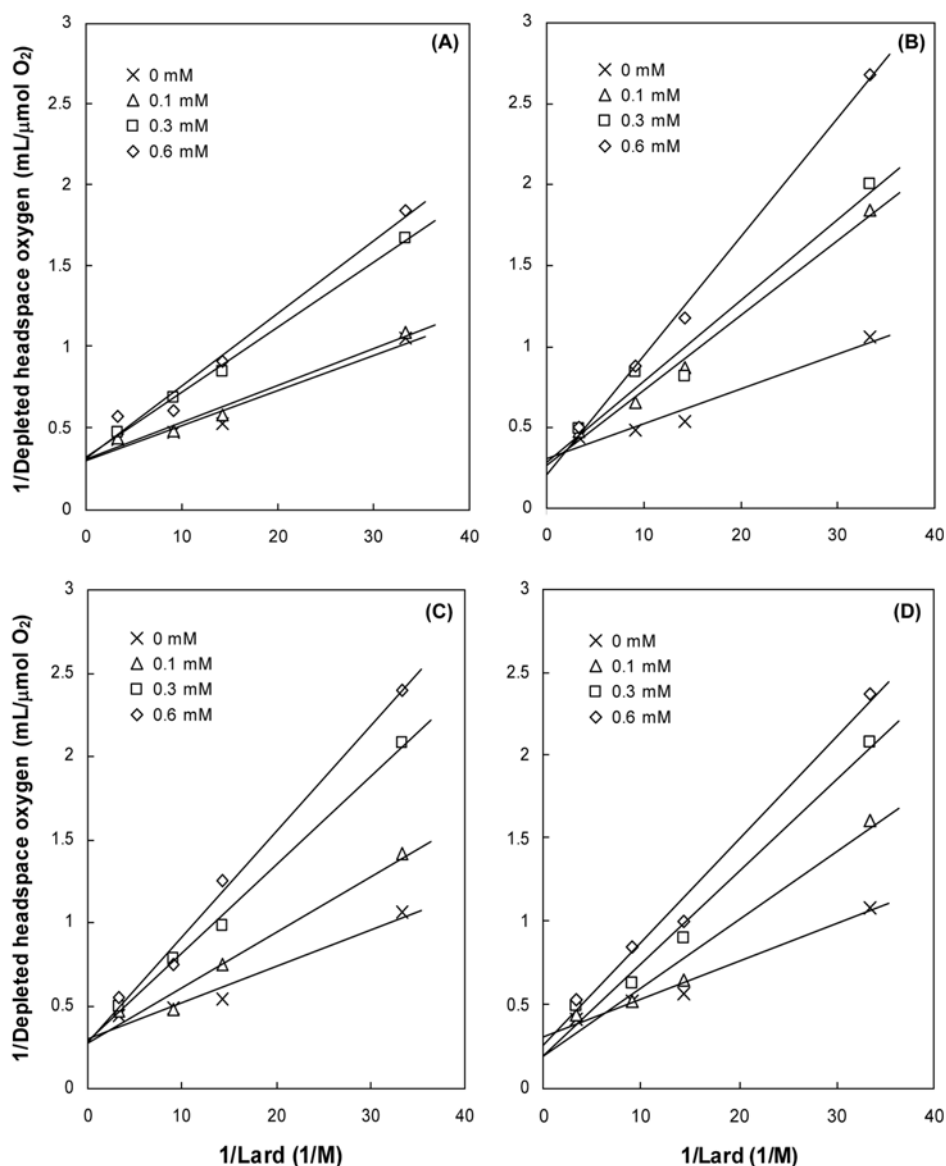 (A)
0 mM
0.1 mM
0.3 mM
0.6 mM
3
2.5
2
1.5
1
0.5
0
0 10 20 30 40
1/Depleted headspace oxygen (mL/μmol O₂)
(B)
0 mM
0.1 mM
0.3 mM
0.6 mM
3
2.5
2
1.5
1
0.5
0
0 10 20 30 40
(C)
0 mM
0.1 mM
0.3 mM
0.6 mM
3
2.5
2
1.5
1
0.5
0
0 10 20 30 40
1/Depleted headspace oxygen (mL/μmol O₂)
1/Lard (1/M)
(D)
0 mM
0.1 mM
0.3 mM
0.6 mM
3
2.5
2
1.5
1
0.5
0
0 10 20 30 40
1/Lard (1/M)